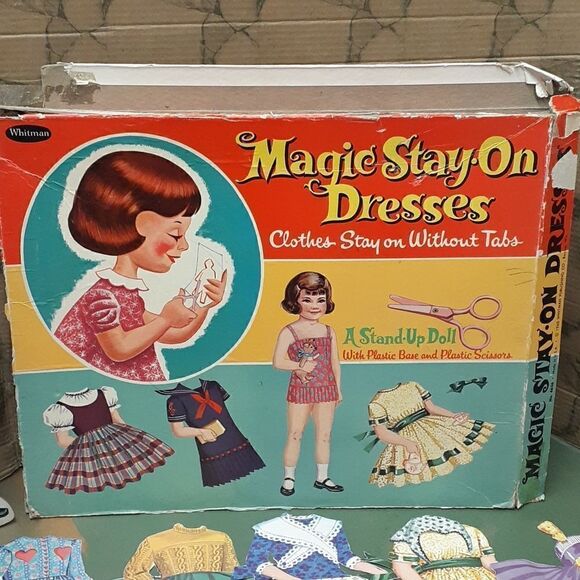 Whitman
Magic Stay-On
Dresses
Clothes Stay on Without Tabs
A Stand-Up Doll
With Plastic Base and Plastic Scissors
MAGIC STAY-ON DRESS